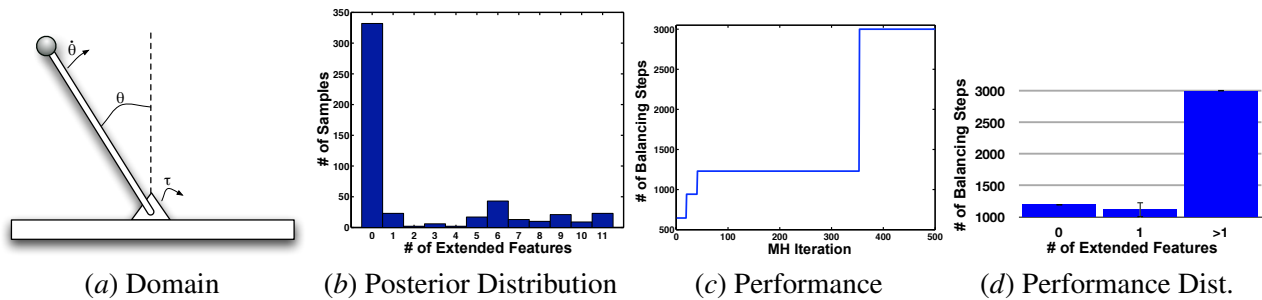 θ̇
θ
τ
(a) Domain
# of Samples
350
300
250
200
150
100
50
0
0 1 2 3 4 5 6 7 8 9 10 11
# of Extended Features
(b) Posterior Distribution
# of Balancing Steps
3000
2500
2000
1500
1000
500
0 100 200 300 400 500
MH Iteration
(c) Performance
# of Balancing Steps
3000
2500
2000
1500
1000
0 1 >1
# of Extended Features
(d) Performance Dist.